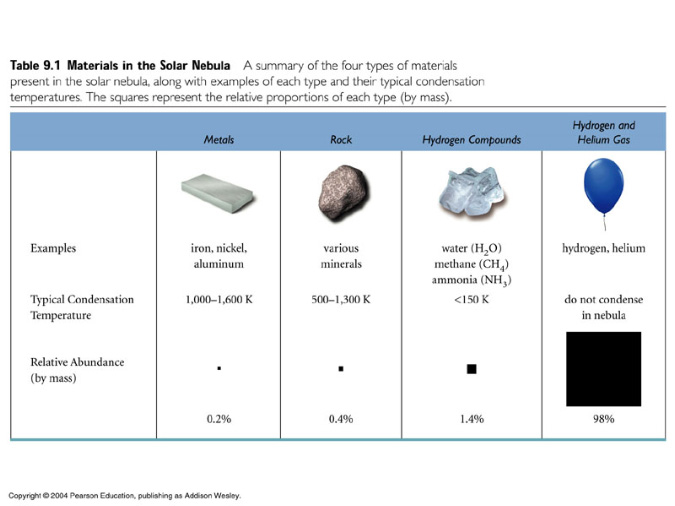 Table 9.1 Materials in the Solar Nebula A summary of the four types of materials
present in the solar nebula, along with examples of each type and their typical condensation
temperatures. The squares represent the relative proportions of each type (by mass).
Metals Rock Hydrogen Compounds Hydrogen and
Helium Gas
Examples iron, nickel, various water (H₂O) hydrogen, helium
aluminum minerals methane (CH₄)
ammonia (NH₃)
Typical Condensation 1,000–1,600 K 500–1,300 K <150 K do not condense
Temperature in nebula
Relative Abundance
(by mass)
0.2% 0.4% 1.4% 98%
Copyright © 2004 Pearson Education, publishing as Addison Wesley.